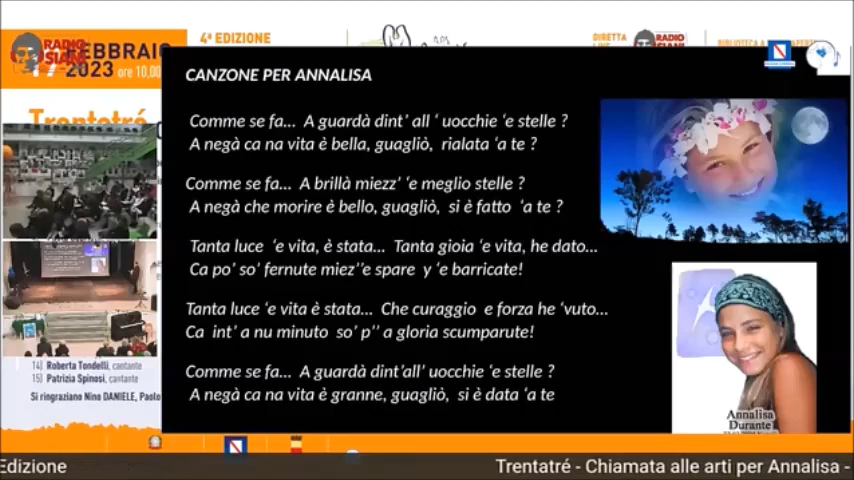 RADIO SIANI
FEBBRAIO
17 2023 ore 10,00
4ª EDIZIONE
DIRETTA
RADIO SIANI
Trentatré
CANZONE PER ANNALISA
Comme se fa... A guardà dint' all ' uocchie 'e stelle ?
A negà ca na vita è bella, guagliò, rialata 'a te ?
Comme se fa... A brillà miezz' 'e meglio stelle ?
A negà che morire è bello, guagliò, si è fatto 'a te ?
Tanta luce 'e vita, è stata... Tanta gioia 'e vita, he dato...
Ca po' so' fernute miez''e spare y 'e barricate!
Tanta luce 'e vita è stata... Che curaggio e forza he 'vuto...
Ca int' a nu minuto so' p'' a gloria scumparute!
Comme se fa... A guardà dint'all' uocchie 'e stelle ?
A negà ca na vita è granne, guagliò, si è data 'a te
Annalisa
Durante
14) Roberta Tondelli, cantante
15) Patrizia Spinosi, cantante
Si ringraziano Nino DANIELE, Paolo
Edizione
Trentatré - Chiamata alle arti per Annalisa -